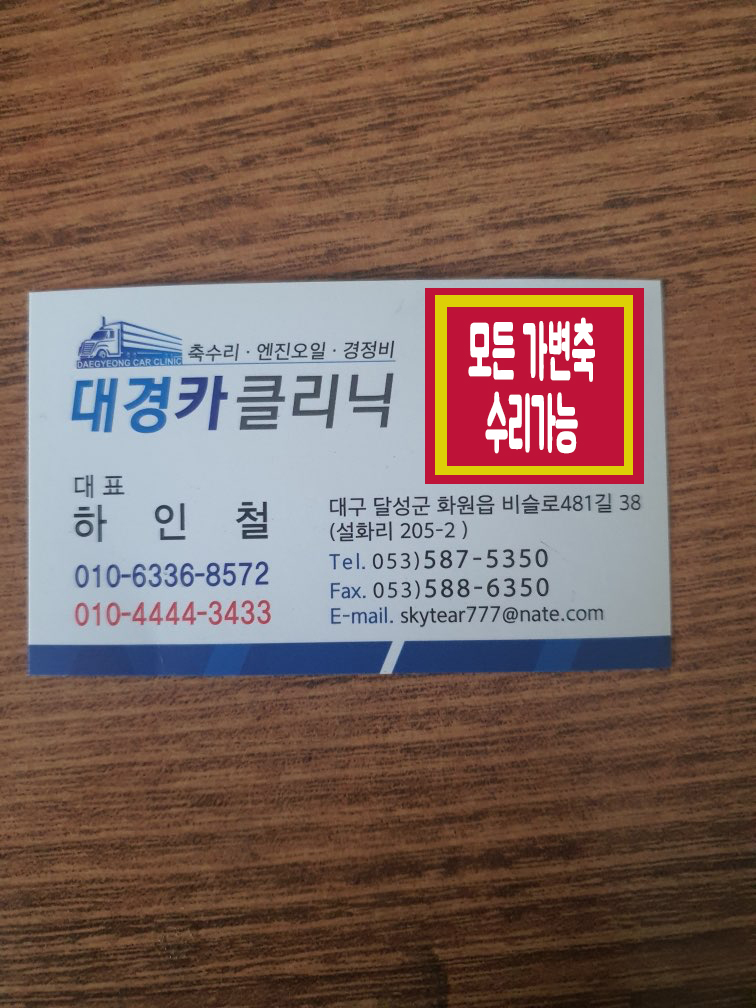 DAEGYEONG CAR CLINIC
축수리 · 엔진오일 · 경정비
대경카클리닉
모든 가변축
수리가능
대표
하 인 철
010-6336-8572
010-4444-3433
대구 달성군 화원읍 비슬로481길 38
(설화리 205-2 )
Tel. 053)587-5350
Fax. 053)588-6350
E-mail. skytear777@nate.com